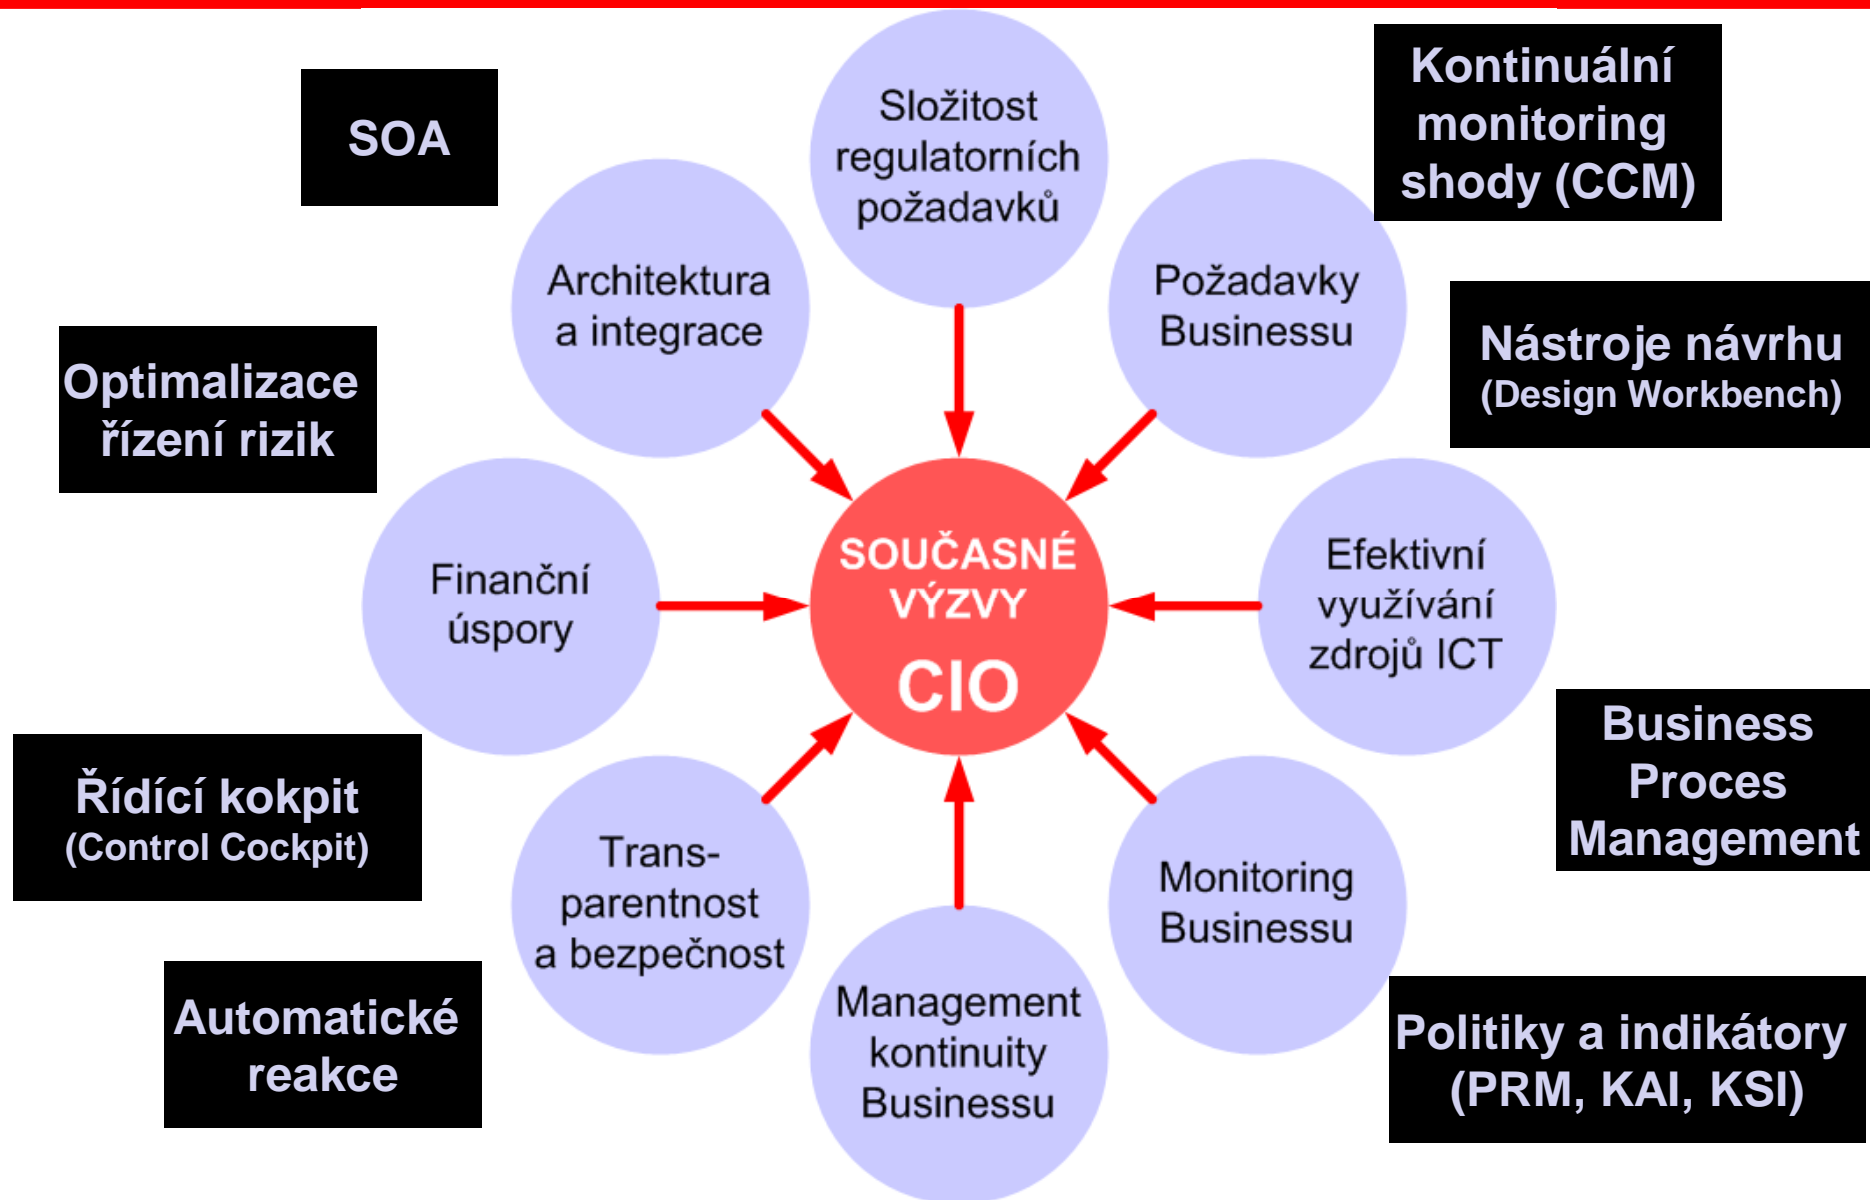 SOA
Složitost
regulatorních
požadavků
Kontinuální
monitoring
shody (CCM)
Architektura
a integrace
Požadavky
Businessu
Optimalizace
řízení rizik
Nástroje návrhu
(Design Workbench)
Finanční
úspory
SOUČASNÉ
VÝZVY
CIO
Efektivní
využívání
zdrojů ICT
Řídící kokpit
(Control Cockpit)
Business
Proces
Management
Trans-
parentnost
a bezpečnost
Monitoring
Businessu
Automatické
reakce
Management
kontinuity
Businessu
Politiky a indikátory
(PRM, KAI, KSI)